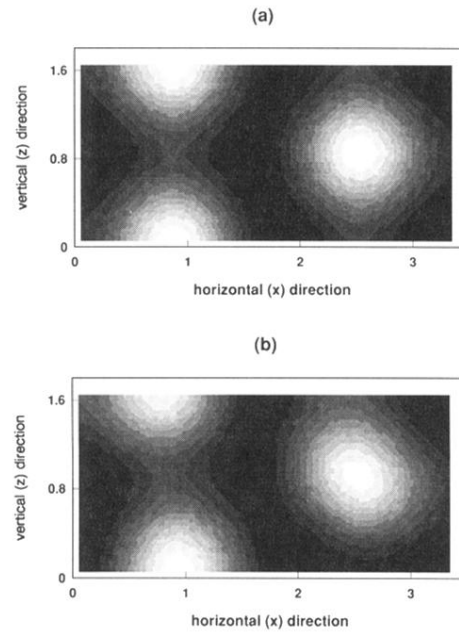 (a)
1.6
0.8
0
vertical (z) direction
0 1 2 3
horizontal (x) direction
(b)
1.6
0.8
0
vertical (z) direction
0 1 2 3
horizontal (x) direction